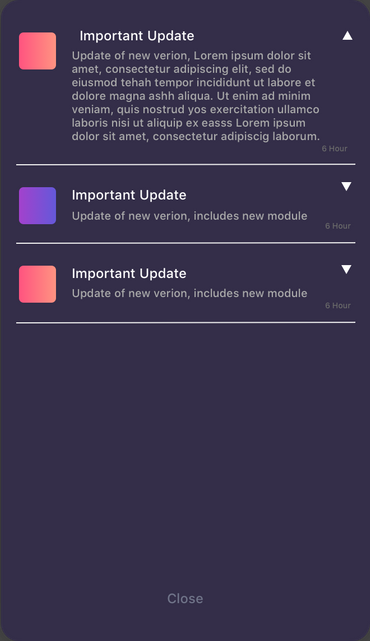 Important Update
Update of new verion, Lorem ipsum dolor sit
amet, consectetur adipiscing elit, sed do
eiusmod tehah tempor incididunt ut labore et
dolore magna ashh aliqua. Ut enim ad minim
veniam, quis nostrud yos exercitation ullamco
laboris nisi ut aliquip ex easss Lorem ipsum
dolor sit amet, consectetur adipiscig laborum.
6 Hour
Important Update
Update of new verion, includes new module
6 Hour
Important Update
Update of new verion, includes new module
6 Hour
Close